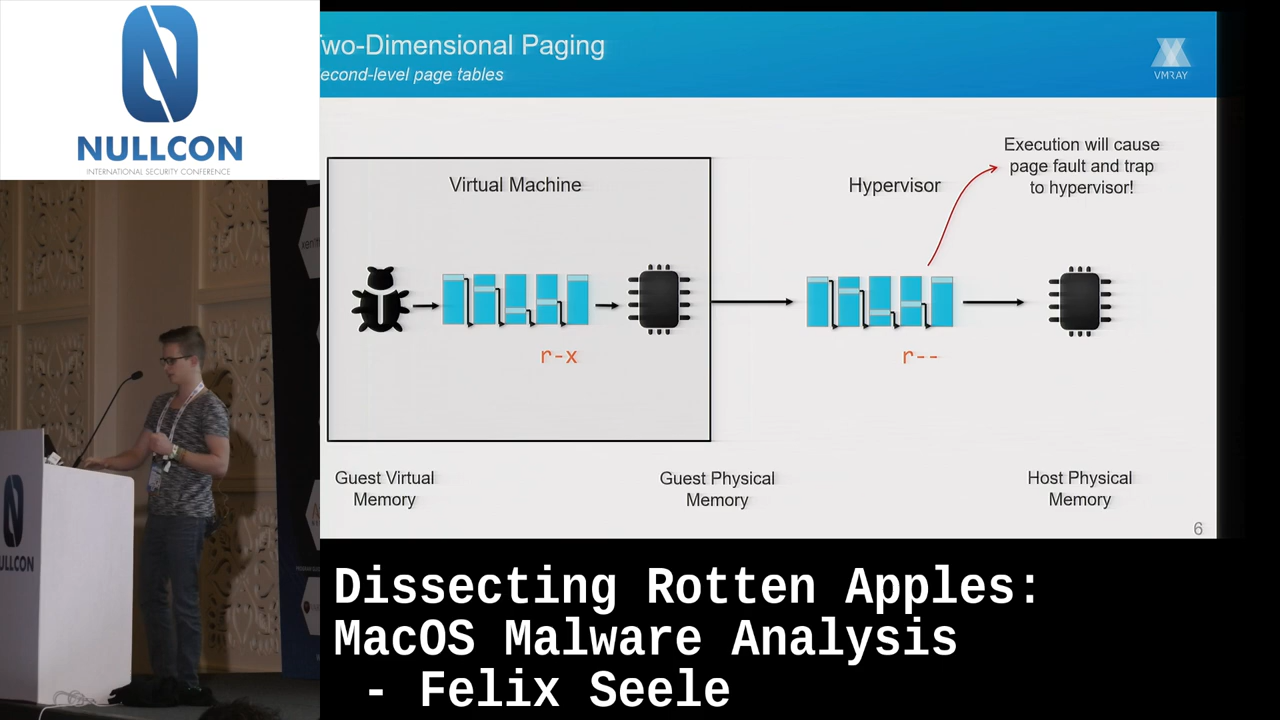 NULLCON
INTERNATIONAL SECURITY CONFERENCE
wo-Dimensional Paging
econd-level page tables
VMRAY
Execution will cause
page fault and trap
to hypervisor!
Virtual Machine
Hypervisor
r-x
r--
Guest Virtual
Memory
Guest Physical
Memory
Host Physical
Memory
6
ULLCON
Dissecting Rotten Apples:
MacOS Malware Analysis
- Felix Seele